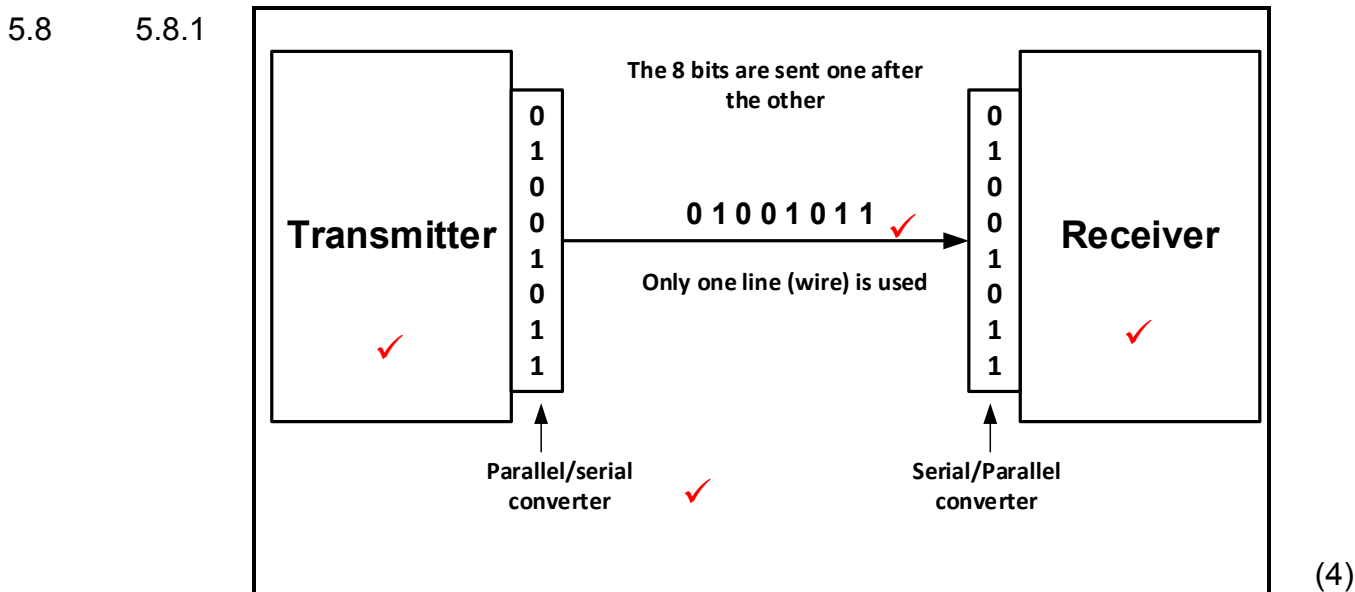 5.8 5.8.1
The 8 bits are sent one after
the other
0
1
0
0
1
0
1
1
Transmitter
0 1 0 0 1 0 1 1
Only one line (wire) is used
0
1
0
0
1
0
1
1
Receiver
Parallel/serial
converter
Serial/Parallel
converter
(4)